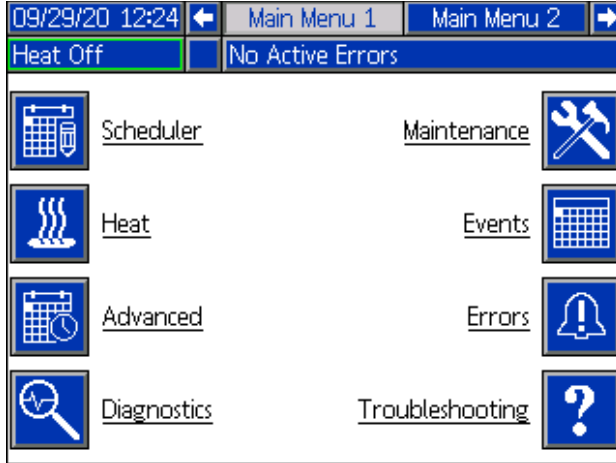 09/29/20 12:24 Main Menu 1 Main Menu 2
Heat Off No Active Errors
Scheduler Maintenance
Heat Events
Advanced Errors
Diagnostics Troubleshooting